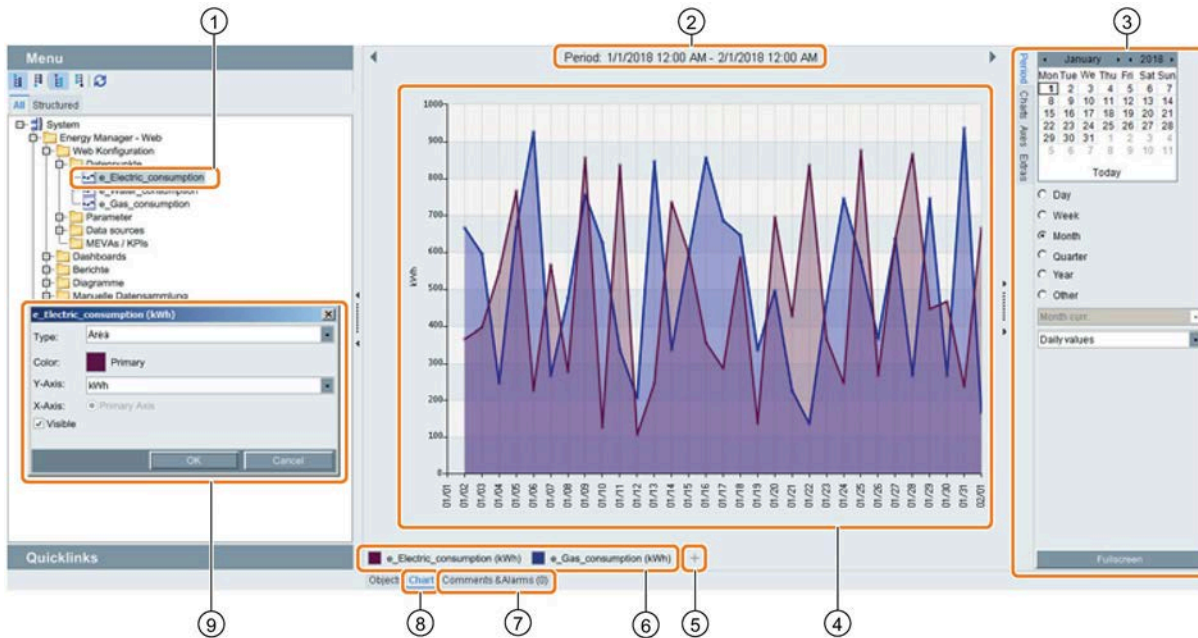 1
2
3
Menu
All Structured
System
Energy Manager - Web
Web Konfiguration
Datenpunkte
e_Electric_consumption
e_Water_consumption
e_Gas_consumption
Parameter
Data sources
MEVAs / KPIs
Dashboards
Berichte
Diagramme
Manuelle Datensammlung
e_Electric_consumption (kWh)
Type: Area
Color: Primary
Y-Axis: kWh
X-Axis: Primary Axis
Visible
OK Cancel
Quicklinks
Period: 1/1/2018 12:00 AM - 2/1/2018 12:00 AM
1000
900
800
700
600
500
400
300
200
100
0
kWh
01/01 01/02 01/03 01/04 01/05 01/06 01/07 01/08 01/09 01/10 01/11 01/12 01/13 01/14 01/15 01/16 01/17 01/18 01/19 01/20 01/21 01/22 01/23 01/24 01/25 01/26 01/27 01/28 01/29 01/30 01/31 02/01
e_Electric_consumption (kWh) e_Gas_consumption (kWh) +
Object Chart Comments &Alarms (0)
Period Charts Axes Extras
January 2018
Mon Tue We Thu Fri Sat Sun
1 2 3 4 5 6 7
8 9 10 11 12 13 14
15 16 17 18 19 20 21
22 23 24 25 26 27 28
29 30 31 1 2 3 4
5 6 7 8 9 10 11
Today
Day
Week
Month
Quarter
Year
Other
Month curr.
Daily values
Fullscreen
9
8
7
6
5
4